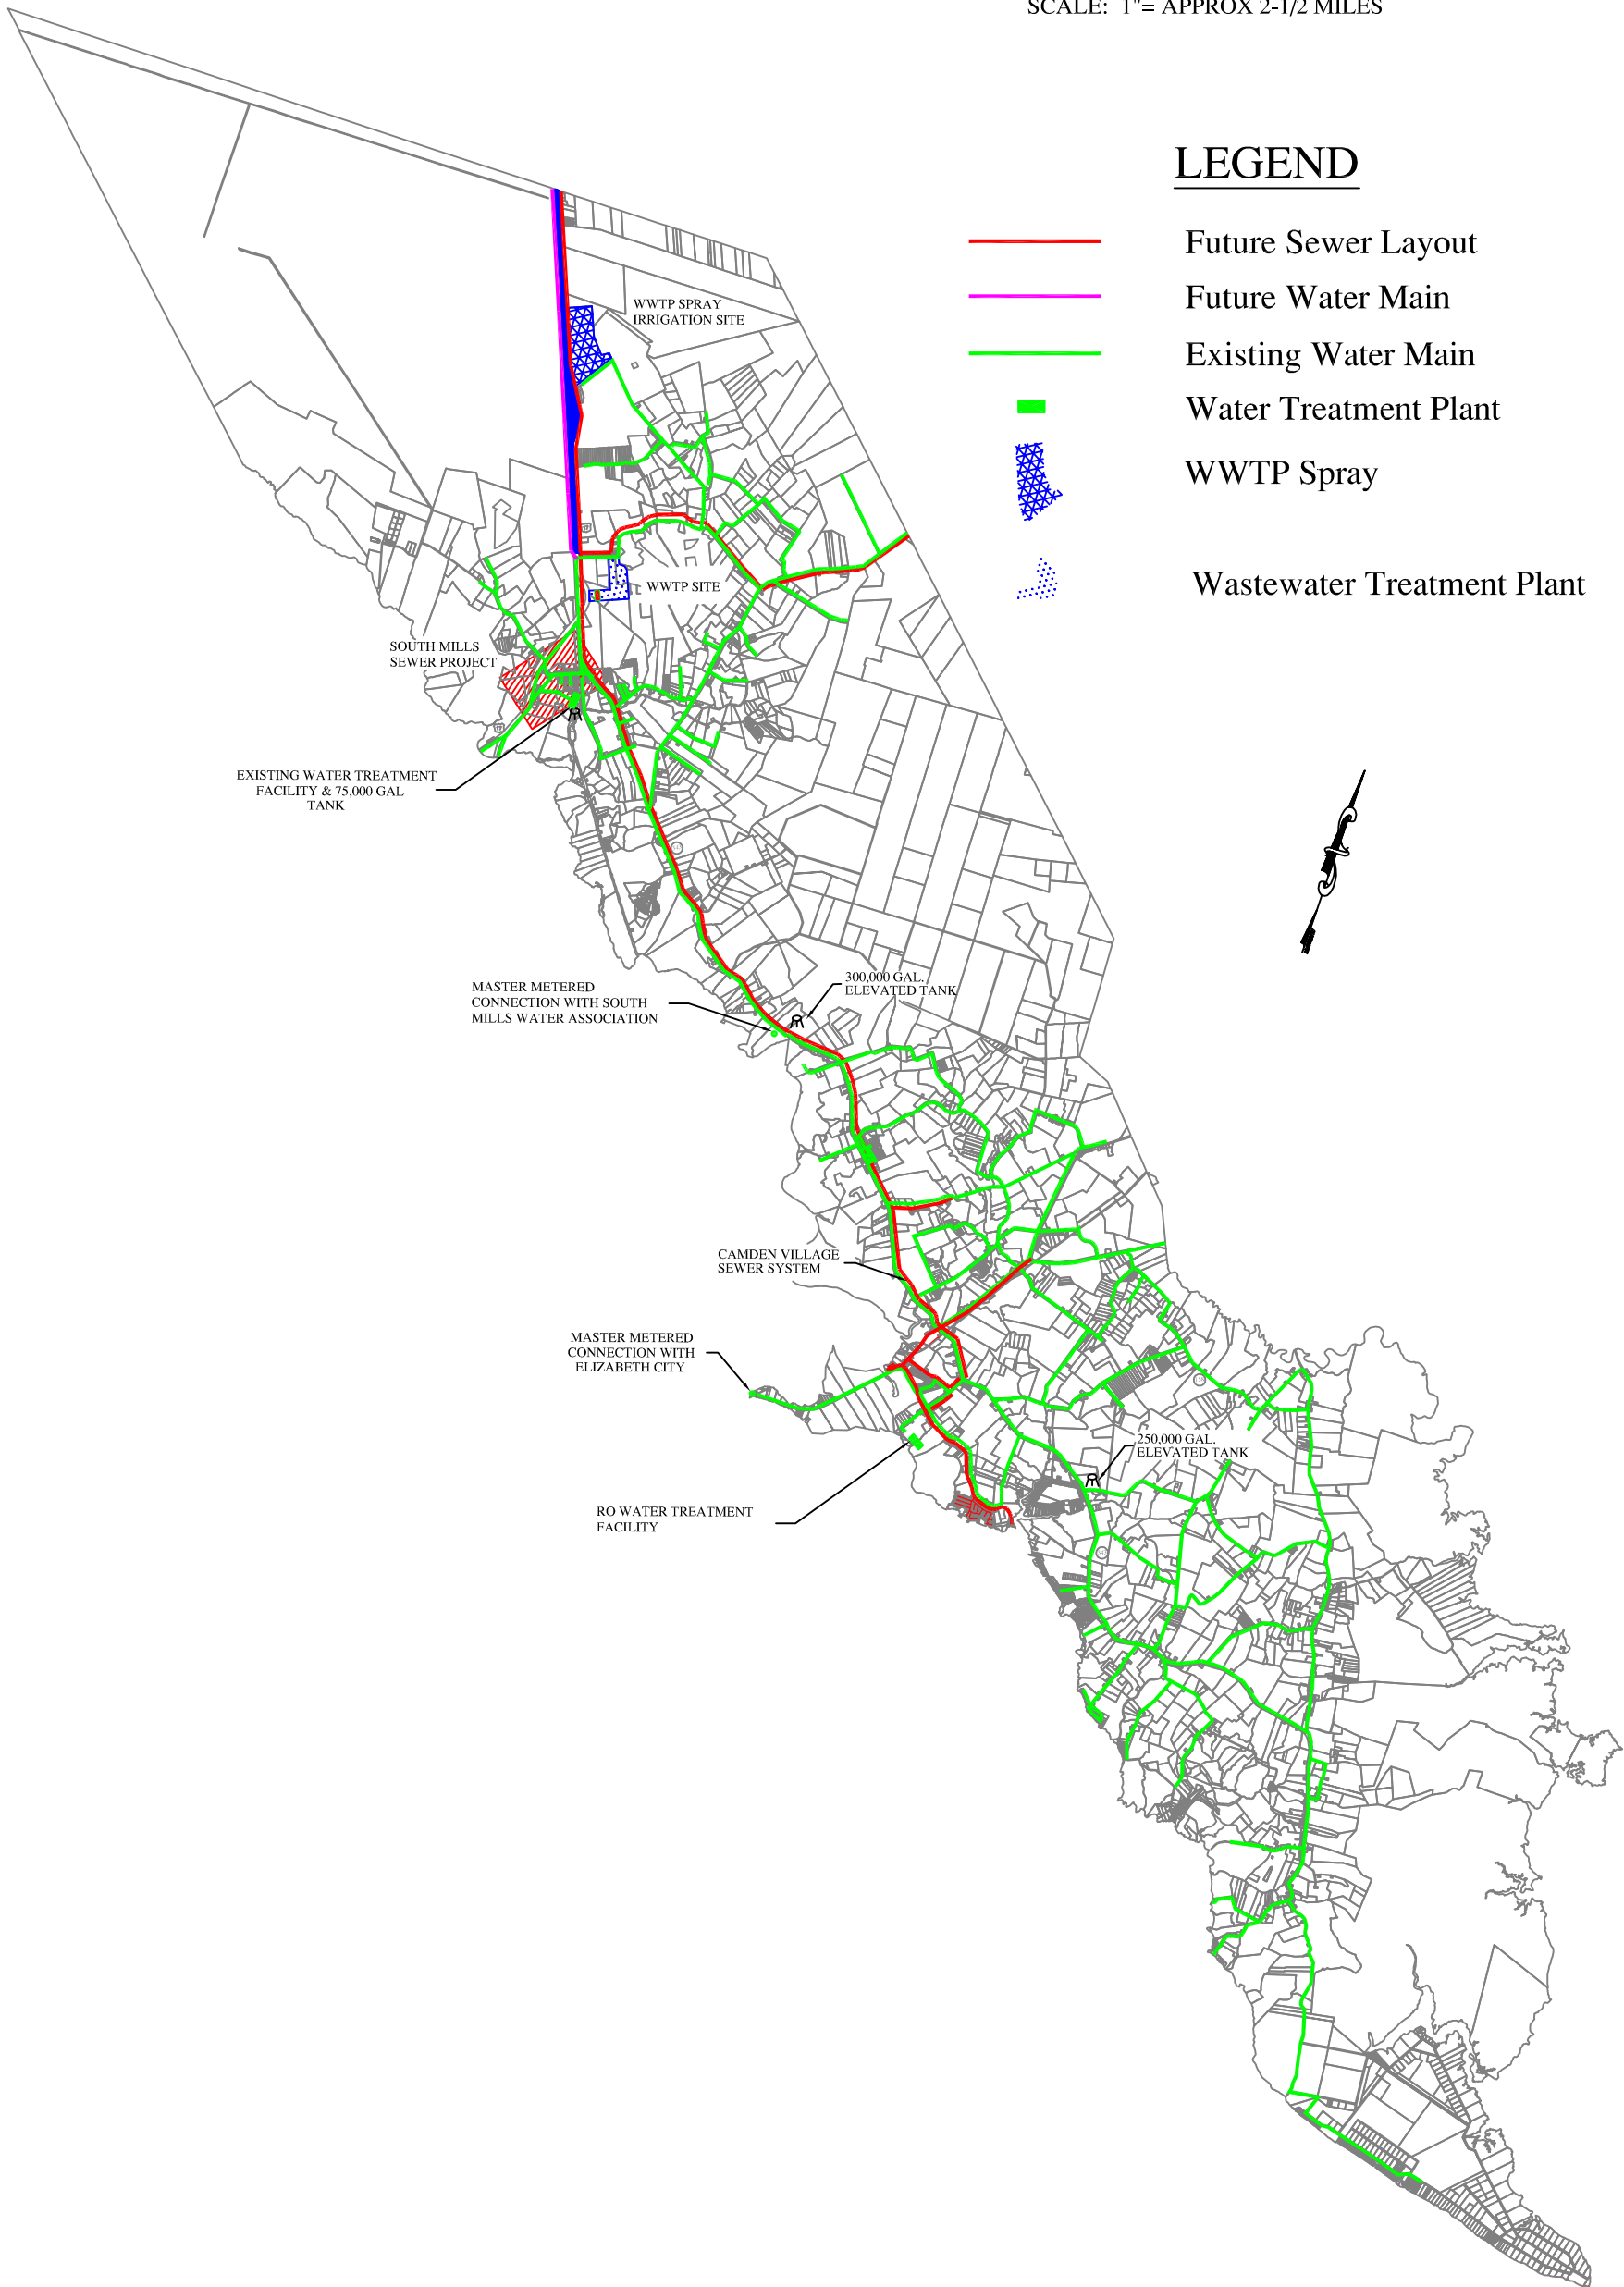 SCALE: 1"= APPROX 2-1/2 MILES
LEGEND
Future Sewer Layout
Future Water Main
Existing Water Main
Water Treatment Plant
WWTP Spray
Wastewater Treatment Plant
WWTP SPRAY
IRRIGATION SITE
WWTP SITE
SOUTH MILLS
SEWER PROJECT
EXISTING WATER TREATMENT
FACILITY & 75,000 GAL
TANK
MASTER METERED
CONNECTION WITH SOUTH
MILLS WATER ASSOCIATION
300,000 GAL.
ELEVATED TANK
CAMDEN VILLAGE
SEWER SYSTEM
MASTER METERED
CONNECTION WITH
ELIZABETH CITY
250,000 GAL.
ELEVATED TANK
RO WATER TREATMENT
FACILITY